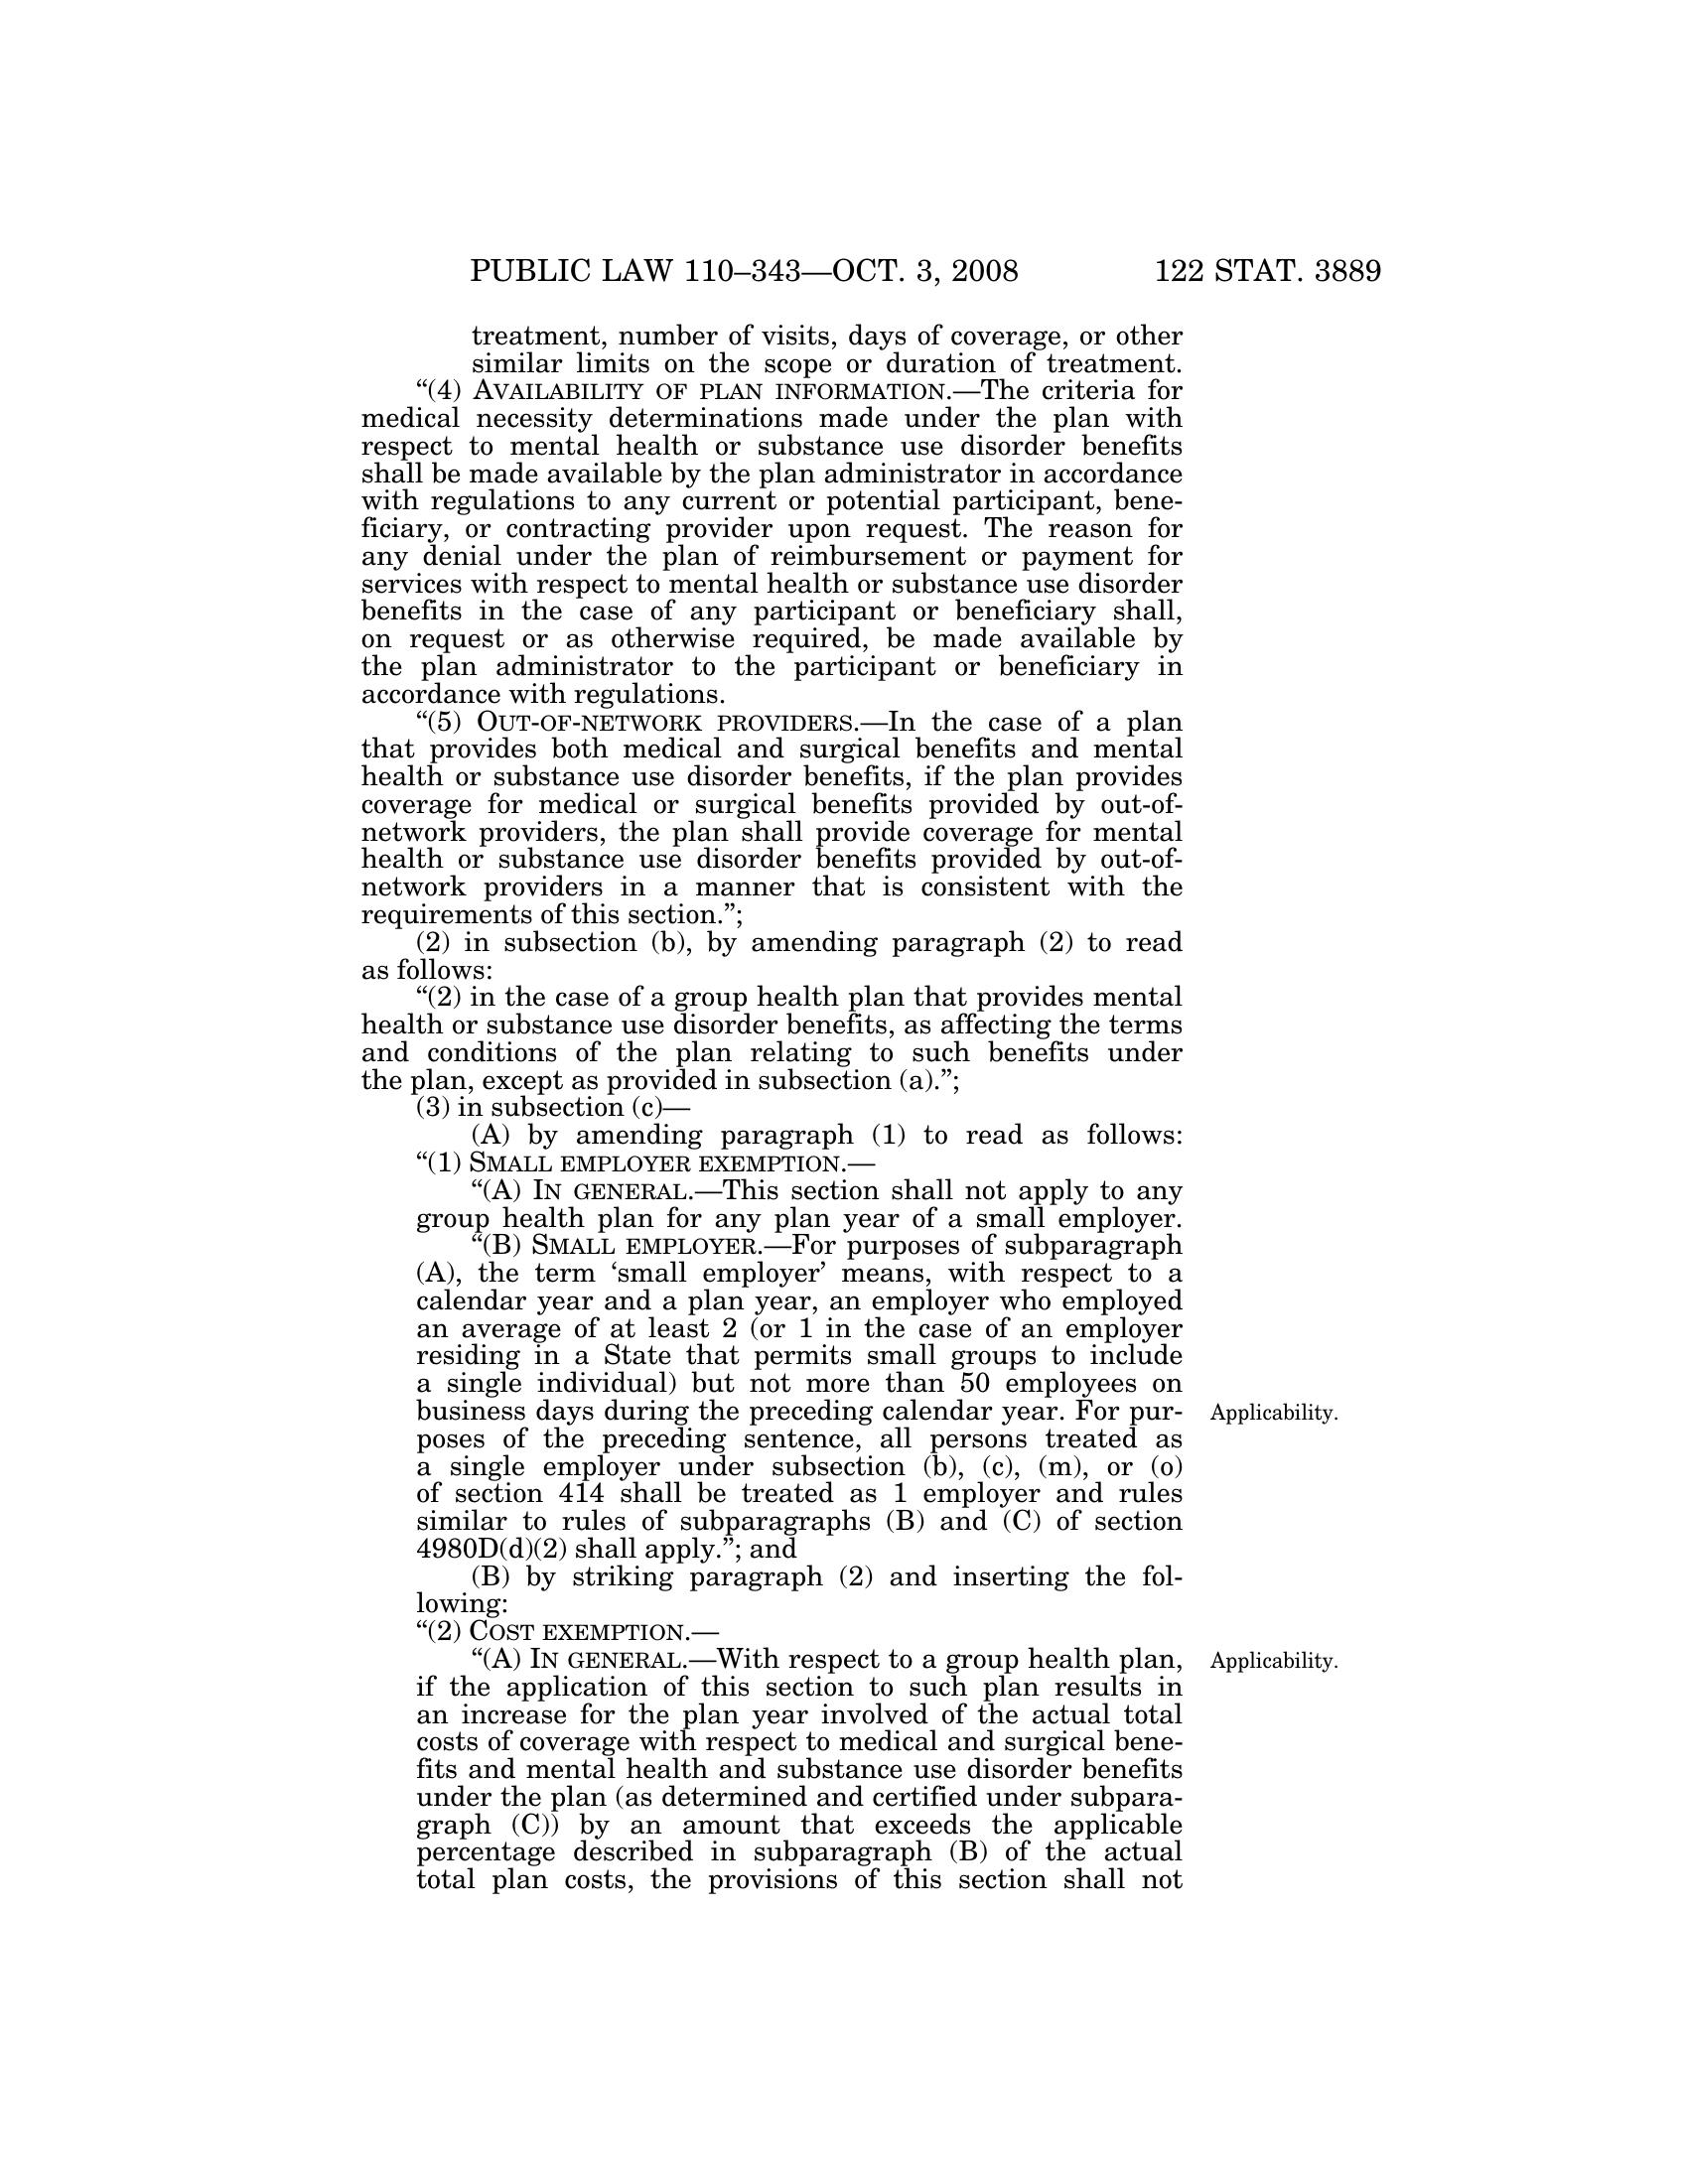 PUBLIC LAW 110–343—OCT. 3, 2008 122 STAT. 3889
treatment, number of visits, days of coverage, or other
similar limits on the scope or duration of treatment.
“(4) AVAILABILITY OF PLAN INFORMATION.—The criteria for
medical necessity determinations made under the plan with
respect to mental health or substance use disorder benefits
shall be made available by the plan administrator in accordance
with regulations to any current or potential participant, bene-
ficiary, or contracting provider upon request. The reason for
any denial under the plan of reimbursement or payment for
services with respect to mental health or substance use disorder
benefits in the case of any participant or beneficiary shall,
on request or as otherwise required, be made available by
the plan administrator to the participant or beneficiary in
accordance with regulations.
“(5) OUT-OF-NETWORK PROVIDERS.—In the case of a plan
that provides both medical and surgical benefits and mental
health or substance use disorder benefits, if the plan provides
coverage for medical or surgical benefits provided by out-of-
network providers, the plan shall provide coverage for mental
health or substance use disorder benefits provided by out-of-
network providers in a manner that is consistent with the
requirements of this section.”;
(2) in subsection (b), by amending paragraph (2) to read
as follows:
“(2) in the case of a group health plan that provides mental
health or substance use disorder benefits, as affecting the terms
and conditions of the plan relating to such benefits under
the plan, except as provided in subsection (a).”;
(3) in subsection (c)—
(A) by amending paragraph (1) to read as follows:
“(1) SMALL EMPLOYER EXEMPTION.—
“(A) IN GENERAL.—This section shall not apply to any
group health plan for any plan year of a small employer.
“(B) SMALL EMPLOYER.—For purposes of subparagraph
(A), the term ‘small employer’ means, with respect to a
calendar year and a plan year, an employer who employed
an average of at least 2 (or 1 in the case of an employer
residing in a State that permits small groups to include
a single individual) but not more than 50 employees on
business days during the preceding calendar year. For pur- Applicability.
poses of the preceding sentence, all persons treated as
a single employer under subsection (b), (c), (m), or (o)
of section 414 shall be treated as 1 employer and rules
similar to rules of subparagraphs (B) and (C) of section
4980D(d)(2) shall apply.”; and
(B) by striking paragraph (2) and inserting the fol-
lowing:
“(2) COST EXEMPTION.—
“(A) IN GENERAL.—With respect to a group health plan, Applicability.
if the application of this section to such plan results in
an increase for the plan year involved of the actual total
costs of coverage with respect to medical and surgical bene-
fits and mental health and substance use disorder benefits
under the plan (as determined and certified under subpara-
graph (C)) by an amount that exceeds the applicable
percentage described in subparagraph (B) of the actual
total plan costs, the provisions of this section shall not